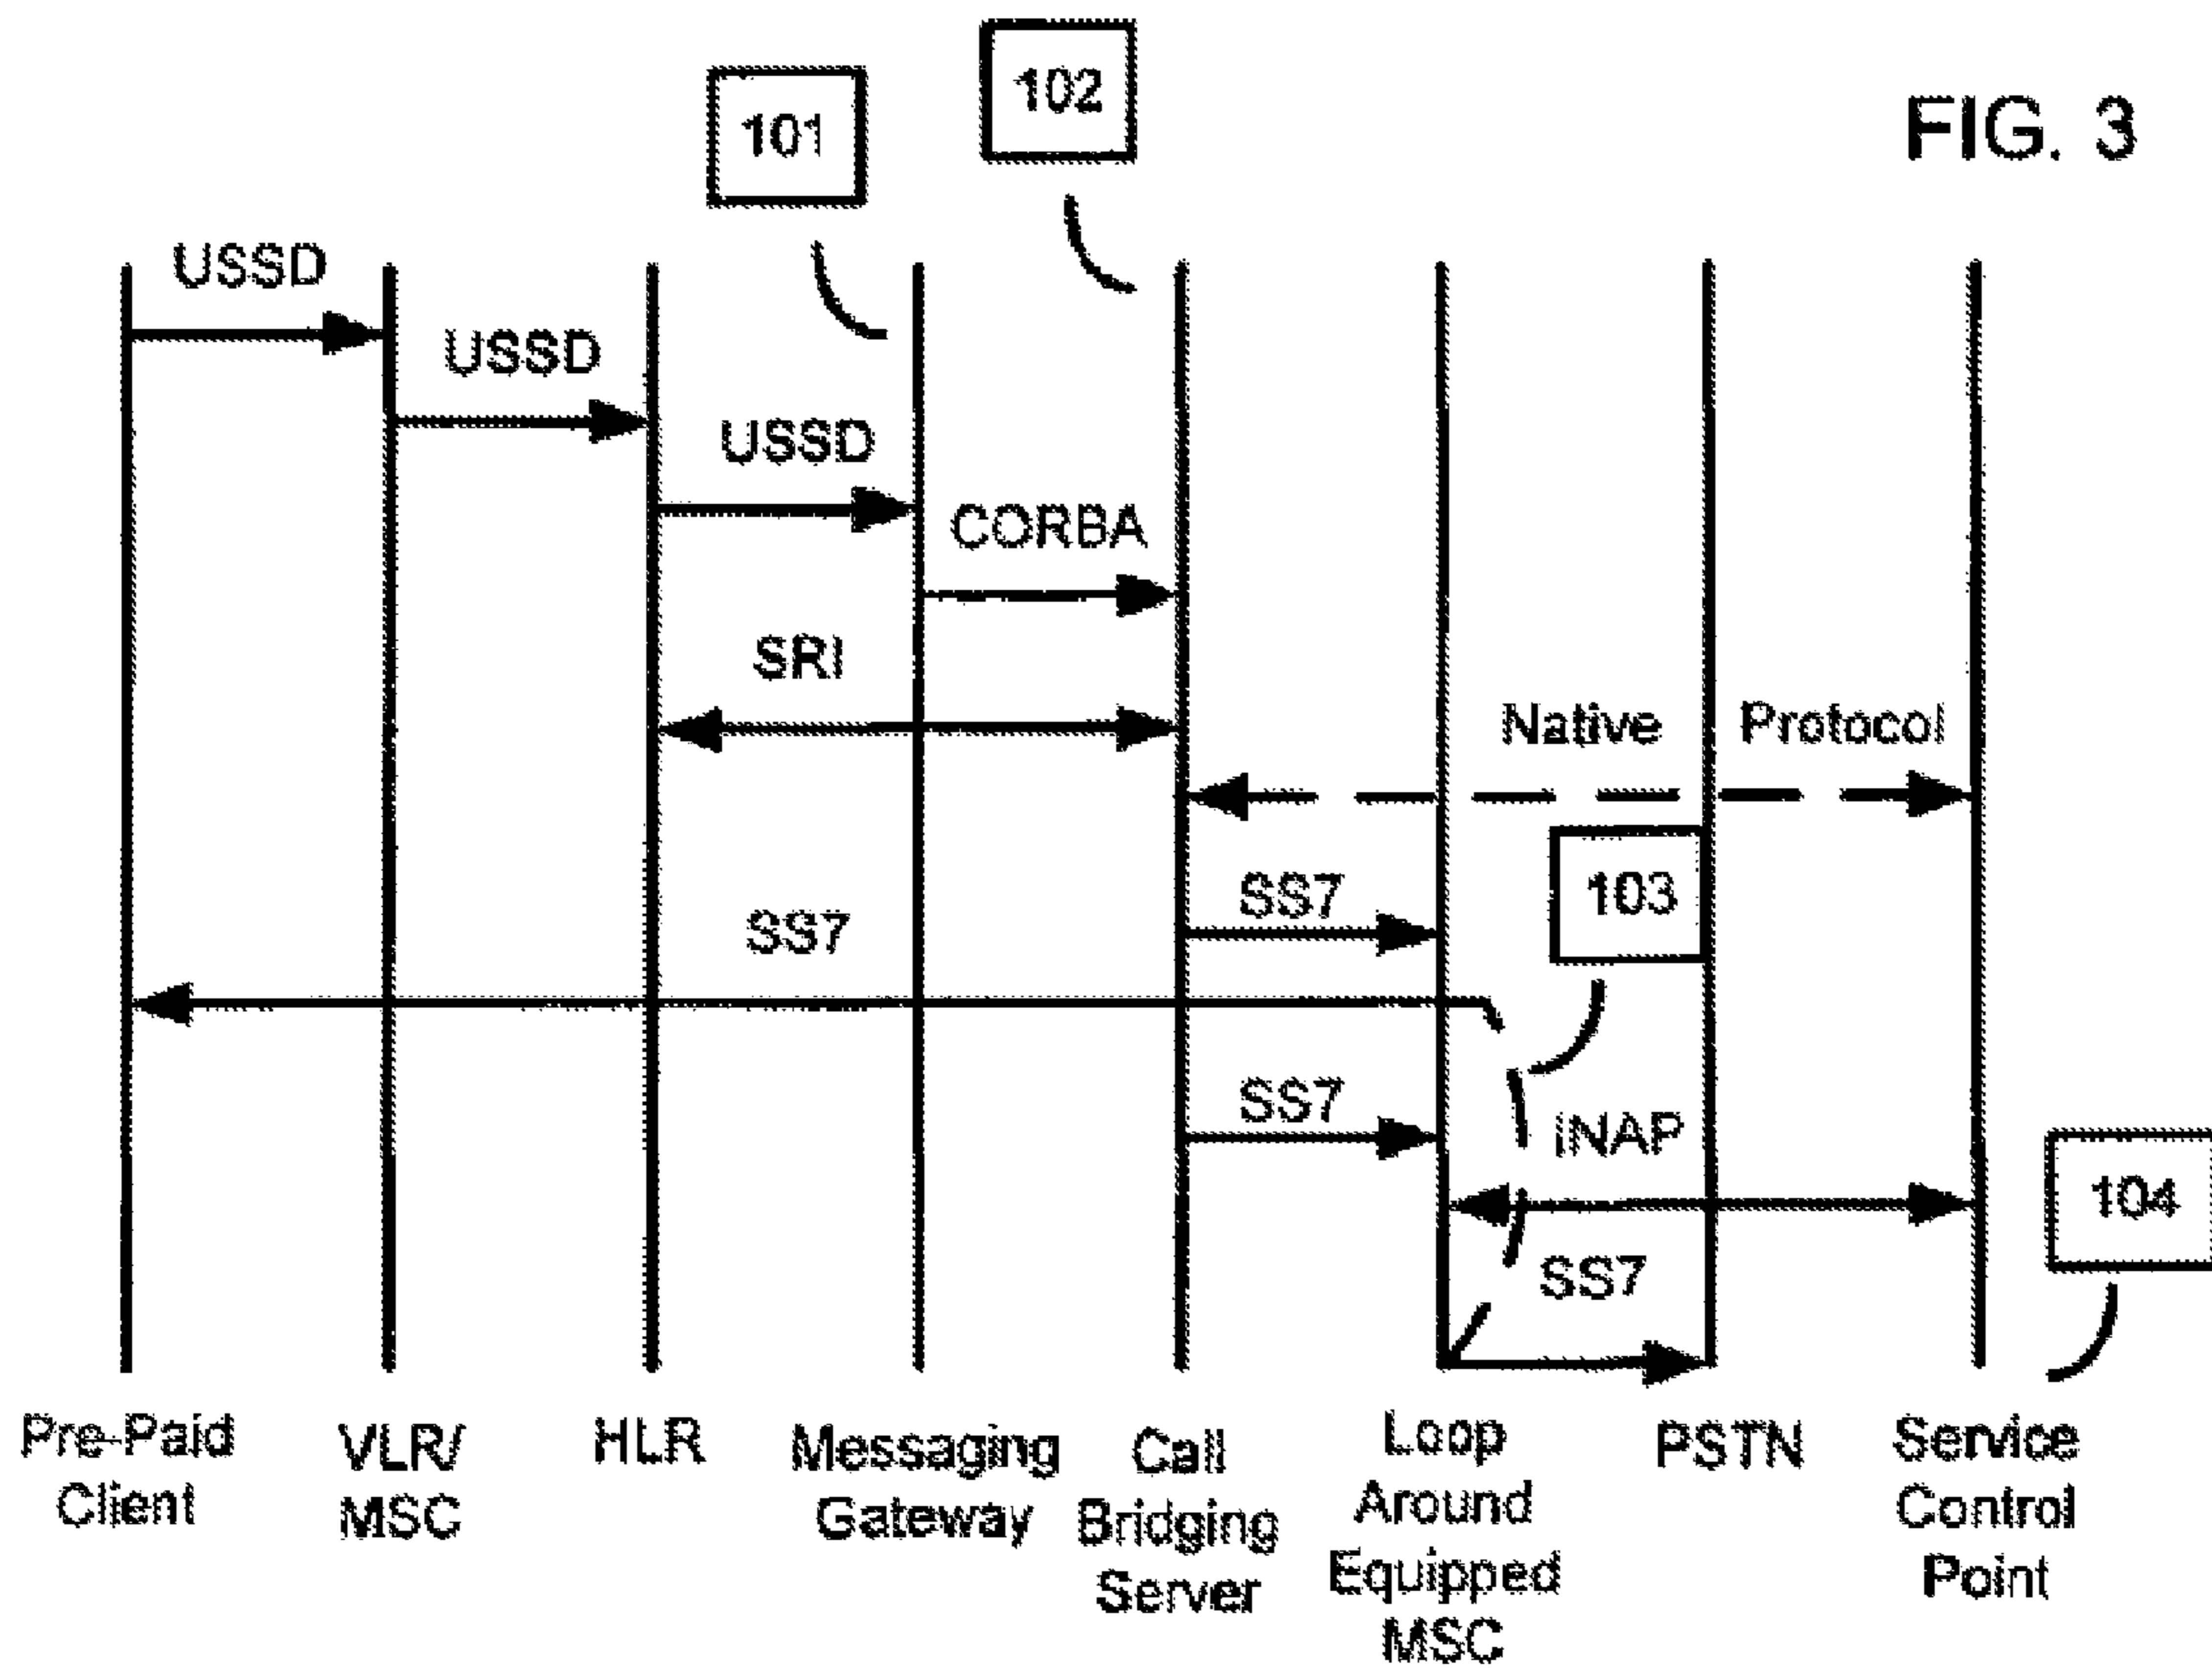 102
101
FIG. 3
USSD
USSD
USSD
CORBA
SRI
Native Protocol
103
SS7
SS7
SS7
INAP
104
SS7
Pre-Paid
Client
VLR/
MSC
HLR
Messaging
Gateway
Call
Bridging
Server
Loop
Around
Equipped
MSC
PSTN
Service
Control
Point